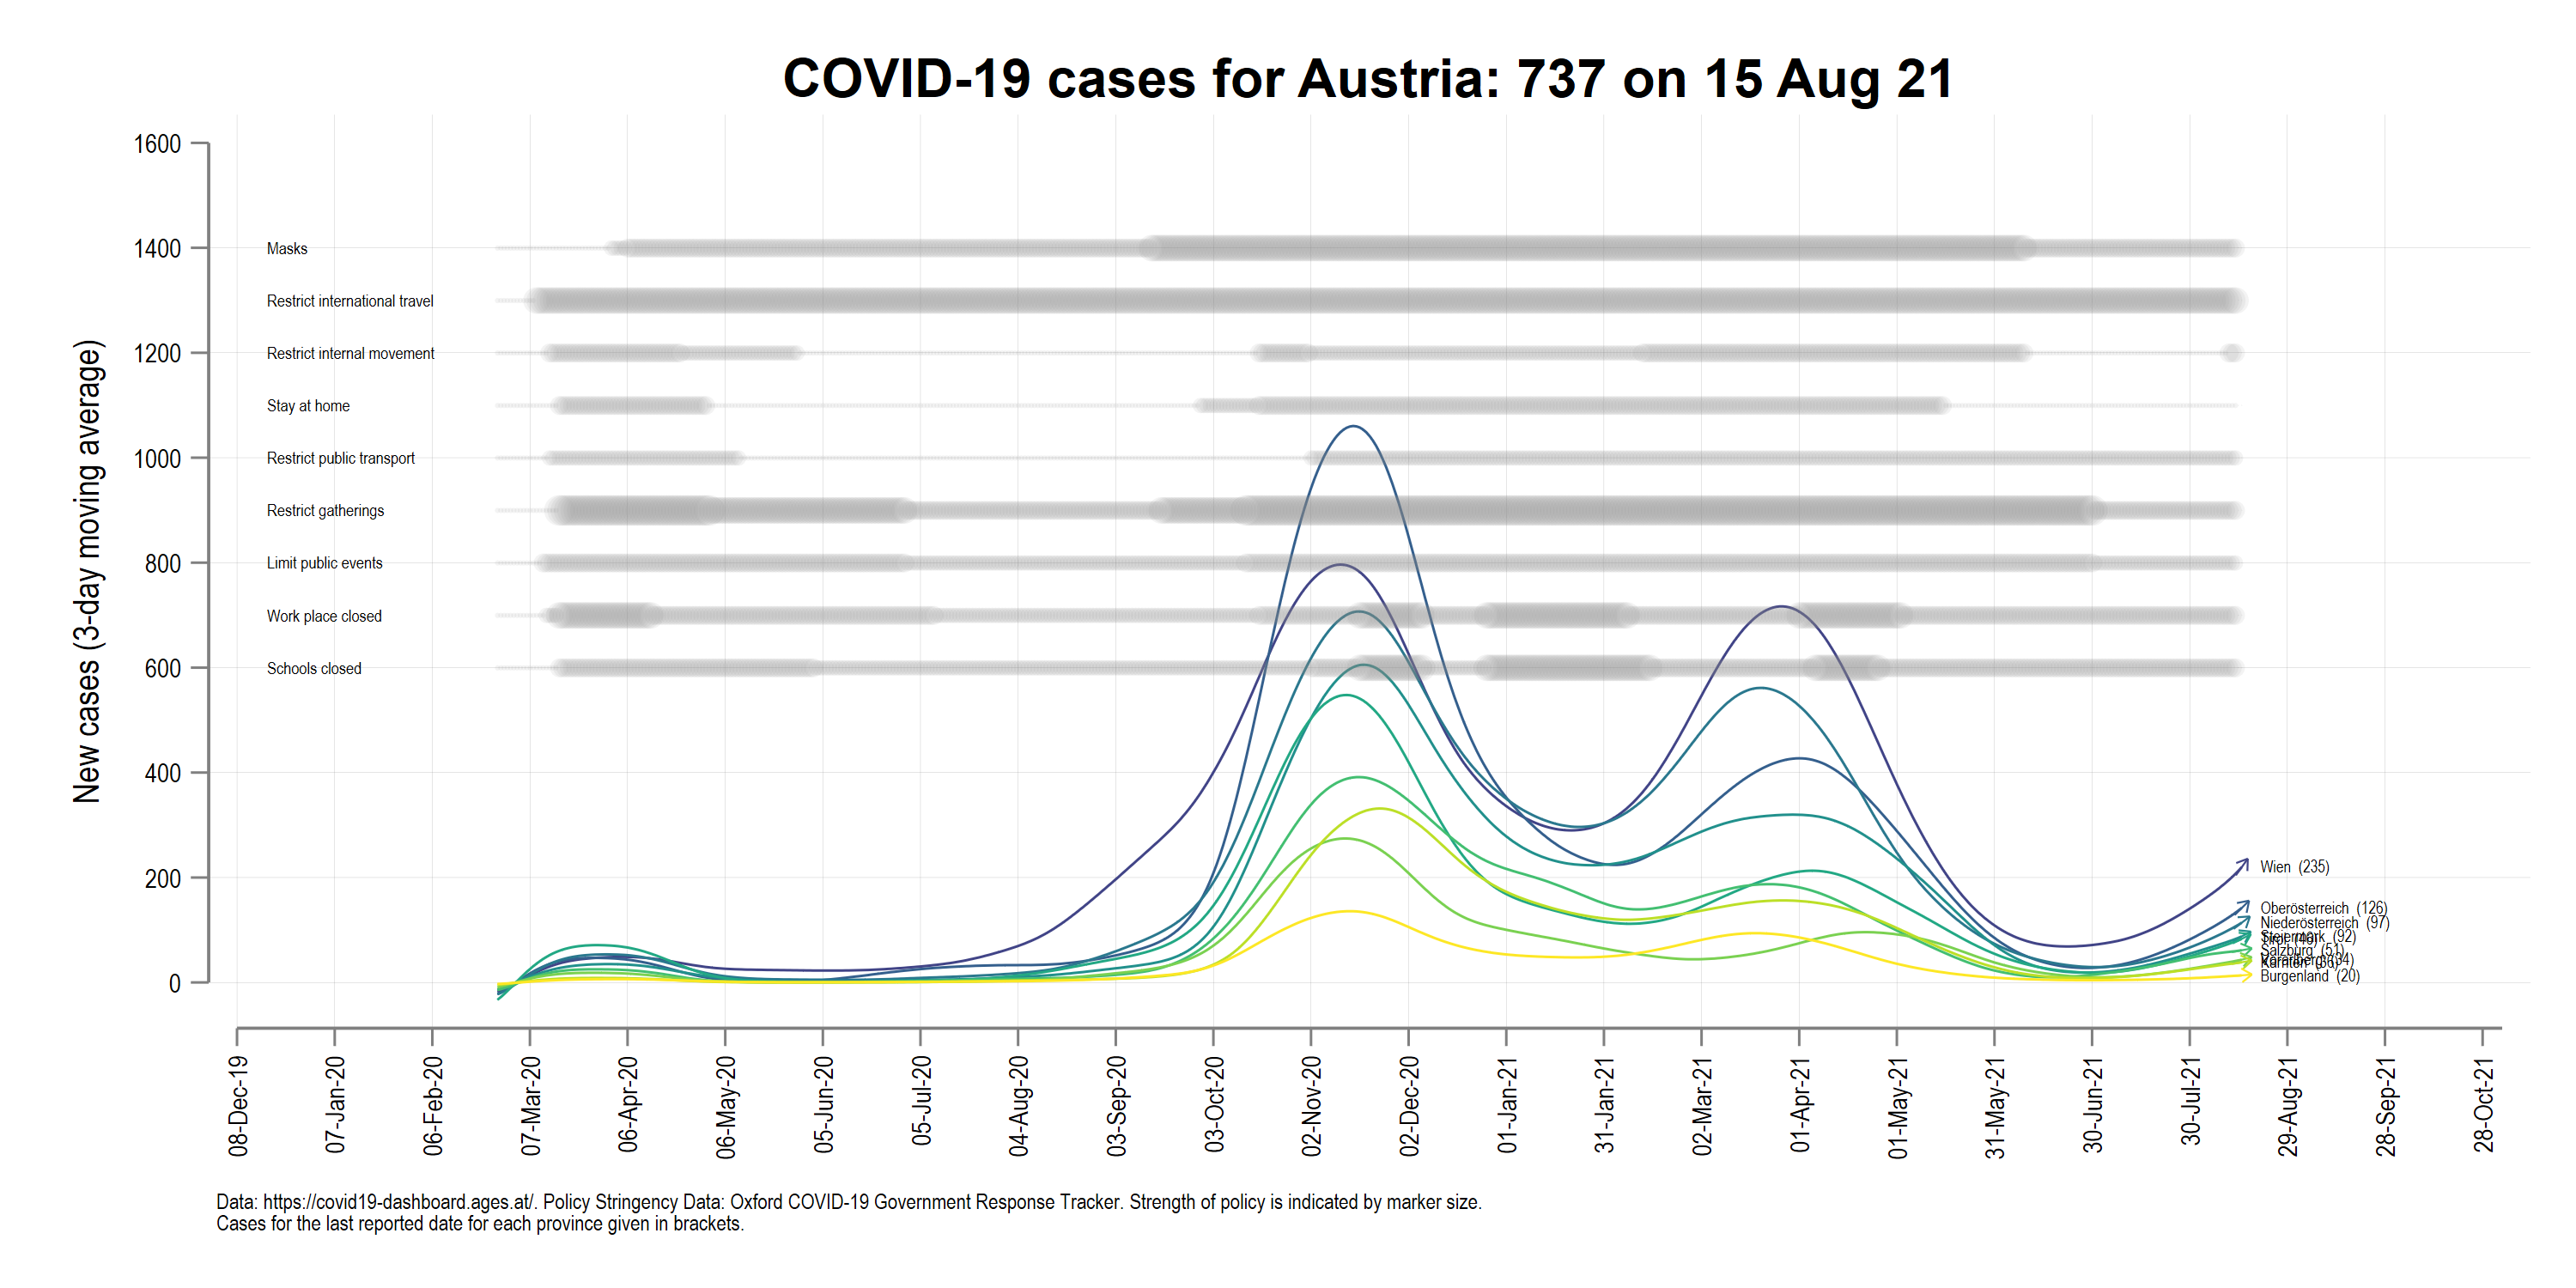 COVID-19 cases for Austria: 737 on 15 Aug 21
New cases (3-day moving average)
1600
1400
1200
1000
800
600
400
200
0
Masks
Restrict international travel
Restrict internal movement
Stay at home
Restrict public transport
Restrict gatherings
Limit public events
Work place closed
Schools closed
Wien (235)
Oberösterreich (126)
Niederösterreich (97)
Steiermark (92)
Salzburg (51)
Burgenland (20)
08-Dec-19
07-Jan-20
06-Feb-20
07-Mar-20
06-Apr-20
06-May-20
05-Jun-20
05-Jul-20
04-Aug-20
03-Sep-20
03-Oct-20
02-Nov-20
02-Dec-20
01-Jan-21
31-Jan-21
02-Mar-21
01-Apr-21
01-May-21
31-May-21
30-Jun-21
30-Jul-21
29-Aug-21
28-Sep-21
28-Oct-21
Data: https://covid19-dashboard.ages.at/. Policy Stringency Data: Oxford COVID-19 Government Response Tracker. Strength of policy is indicated by marker size.
Cases for the last reported date for each province given in brackets.